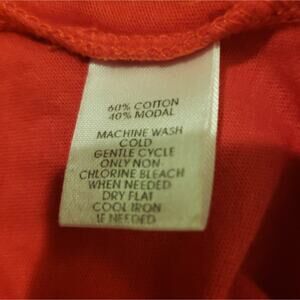 60% COTTON
40% MODAL
MACHINE WASH
COLD
GENTLE CYCLE
ONLY NON-
CHLORINE BLEACH
WHEN NEEDED
DRY FLAT
COOL IRON
IF NEEDED